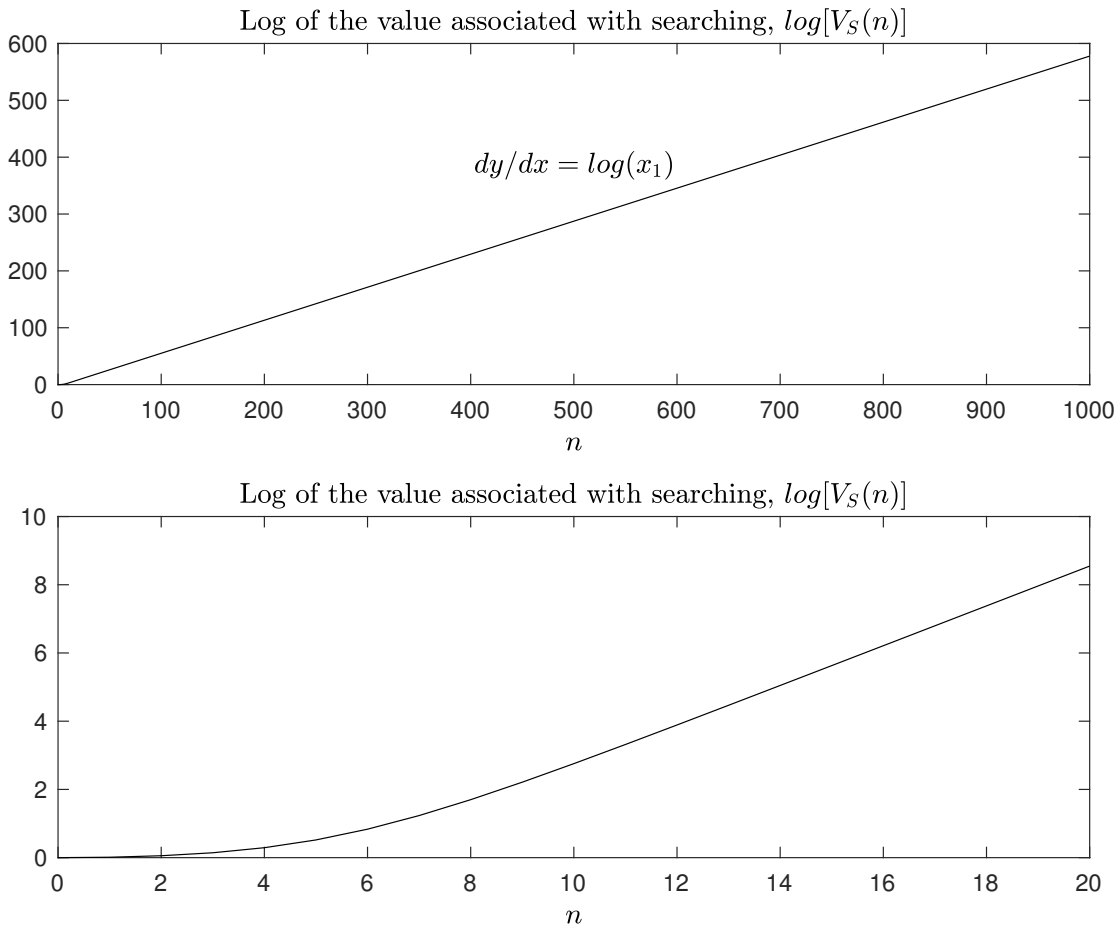 Log of the value associated with searching, log[V_S(n)]
600
500
400
300
200
100
0
dy/dx = log(x_1)
0 100 200 300 400 500 600 700 800 900 1000
n
Log of the value associated with searching, log[V_S(n)]
10
8
6
4
2
0
0 2 4 6 8 10 12 14 16 18 20
n